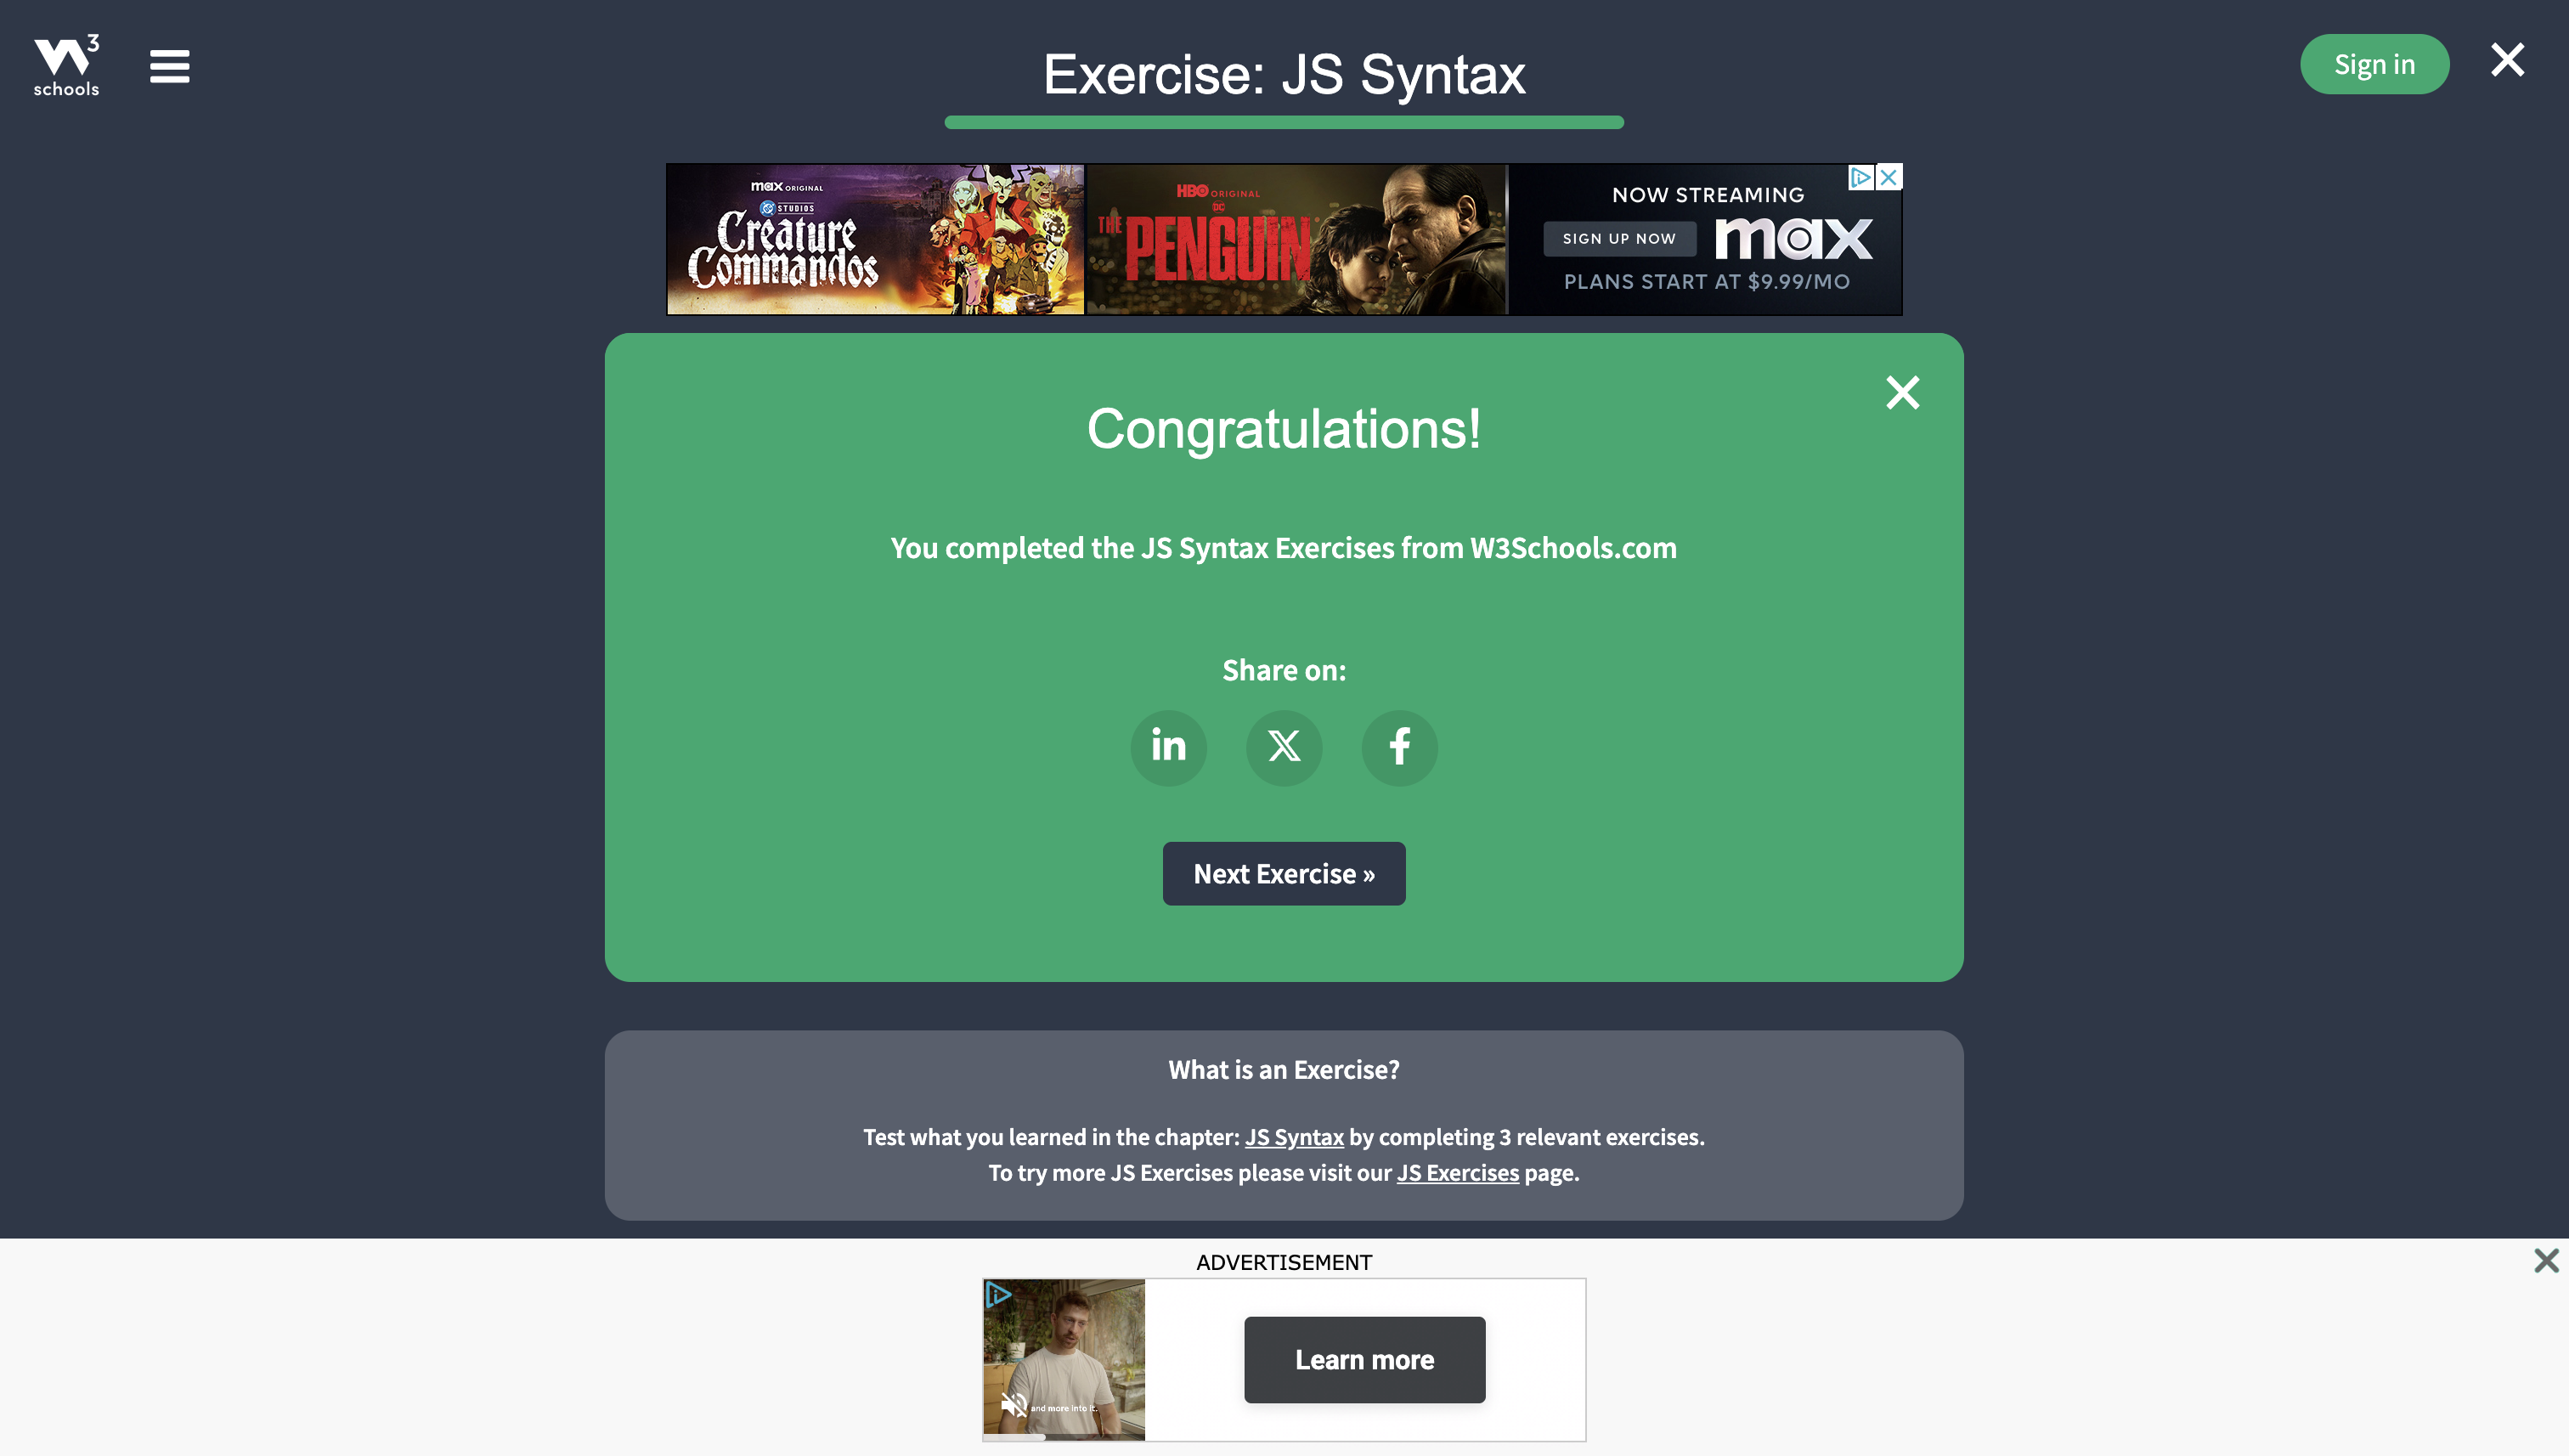 W3
schools
Exercise: JS Syntax
Sign in
max ORIGINAL
DC STUDIOS
Creature
Commandos
HBO ORIGINAL
DC
THE PENGUIN
NOW STREAMING
SIGN UP NOW
max
PLANS START AT $9.99/MO
Congratulations!
You completed the JS Syntax Exercises from W3Schools.com
Share on:
in X f
Next Exercise »
What is an Exercise?
Test what you learned in the chapter: JS Syntax by completing 3 relevant exercises.
To try more JS Exercises please visit our JS Exercises page.
ADVERTISEMENT
and more into it.
Learn more